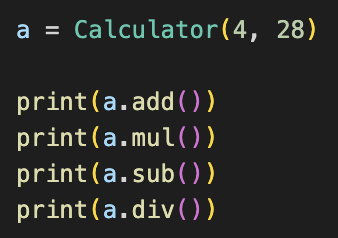 a = Calculator(4, 28)
print(a.add())
print(a.mul())
print(a.sub())
print(a.div())